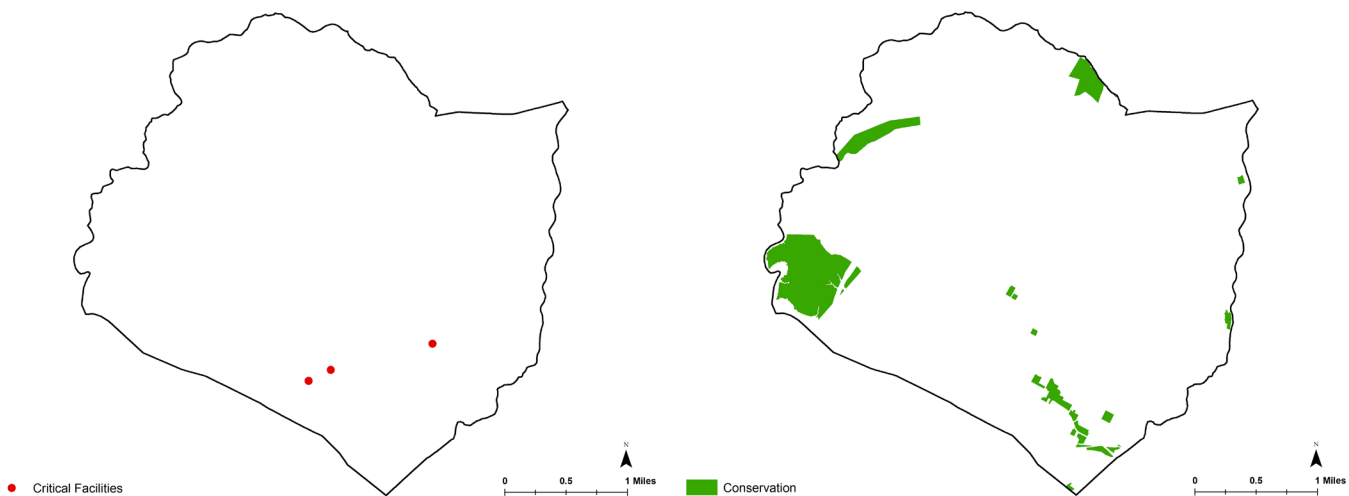 N
0 0.5 1 Miles
Critical Facilities
N
0 0.5 1 Miles
Conservation